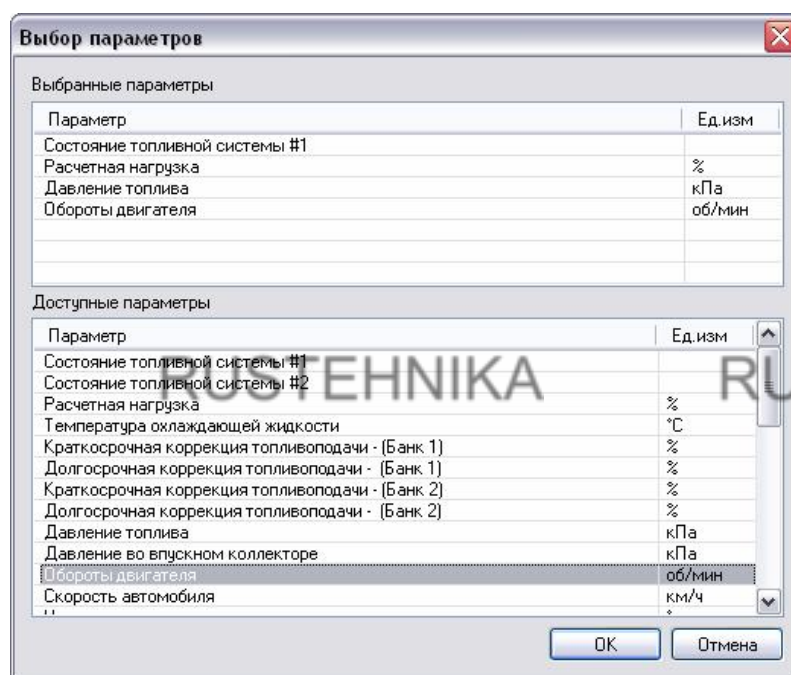 Выбор параметров
Выбранные параметры
Параметр Ед.изм
Состояние топливной системы #1
Расчетная нагрузка %
Давление топлива кПа
Обороты двигателя об/мин
Доступные параметры
Параметр Ед.изм
Состояние топливной системы #1
Состояние топливной системы #2
RUSTEHNIKA RU
Расчетная нагрузка %
Температура охлаждающей жидкости °C
Краткосрочная коррекция топливоподачи - (Банк 1) %
Долгосрочная коррекция топливоподачи - (Банк 1) %
Краткосрочная коррекция топливоподачи - (Банк 2) %
Долгосрочная коррекция топливоподачи - (Банк 2) %
Давление топлива кПа
Давление во впускном коллекторе кПа
Обороты двигателя об/мин
Скорость автомобиля км/ч
OK Отмена